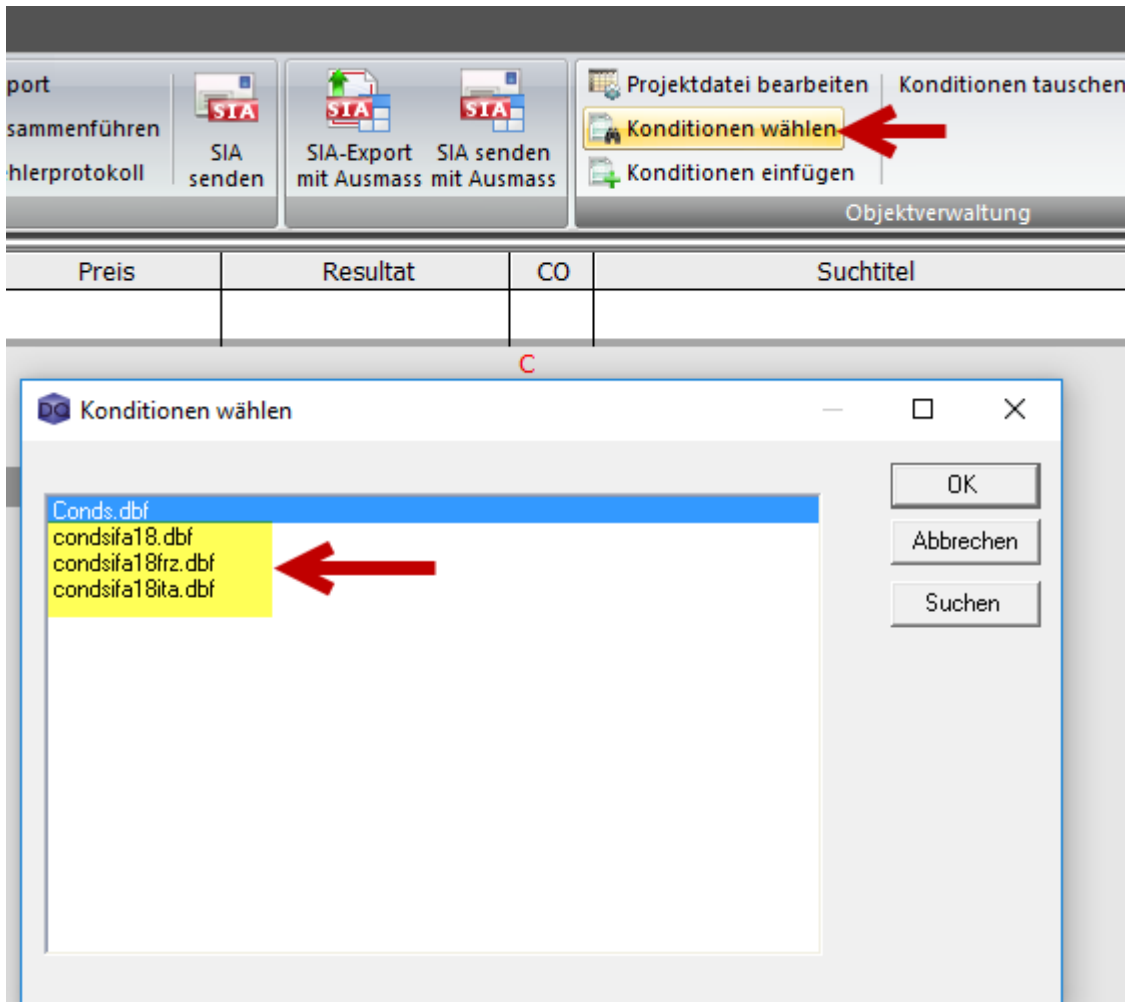 port
sammenführen
hlerprotokoll
SIA
SIA
senden
SIA
SIA-Export
mit Ausmass
SIA
SIA senden
mit Ausmass
Projektdatei bearbeiten
Konditionen wählen
Konditionen einfügen
Konditionen tauschen
Objektverwaltung
Preis Resultat CO Suchtitel
C
DQ Konditionen wählen
Conds.dbf
condsifa18.dbf
condsifa18frz.dbf
condsifa18ita.dbf
OK
Abbrechen
Suchen